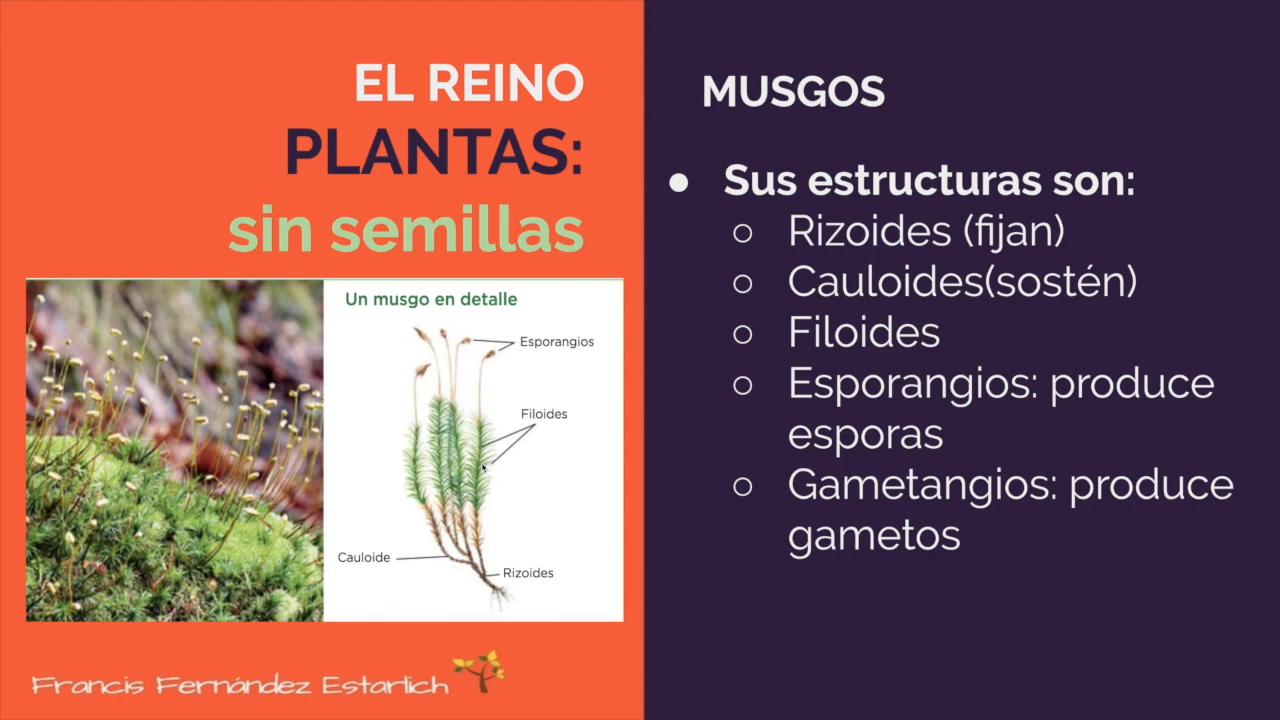 EL REINO
PLANTAS:
sin semillas
Un musgo en detalle
Esporangios
Filoides
Cauloide
Rizoides
Francis Fernández Estarlich
MUSGOS
● Sus estructuras son:
○ Rizoides (fijan)
○ Cauloides(sostén)
○ Filoides
○ Esporangios: produce
esporas
○ Gametangios: produce
gametos